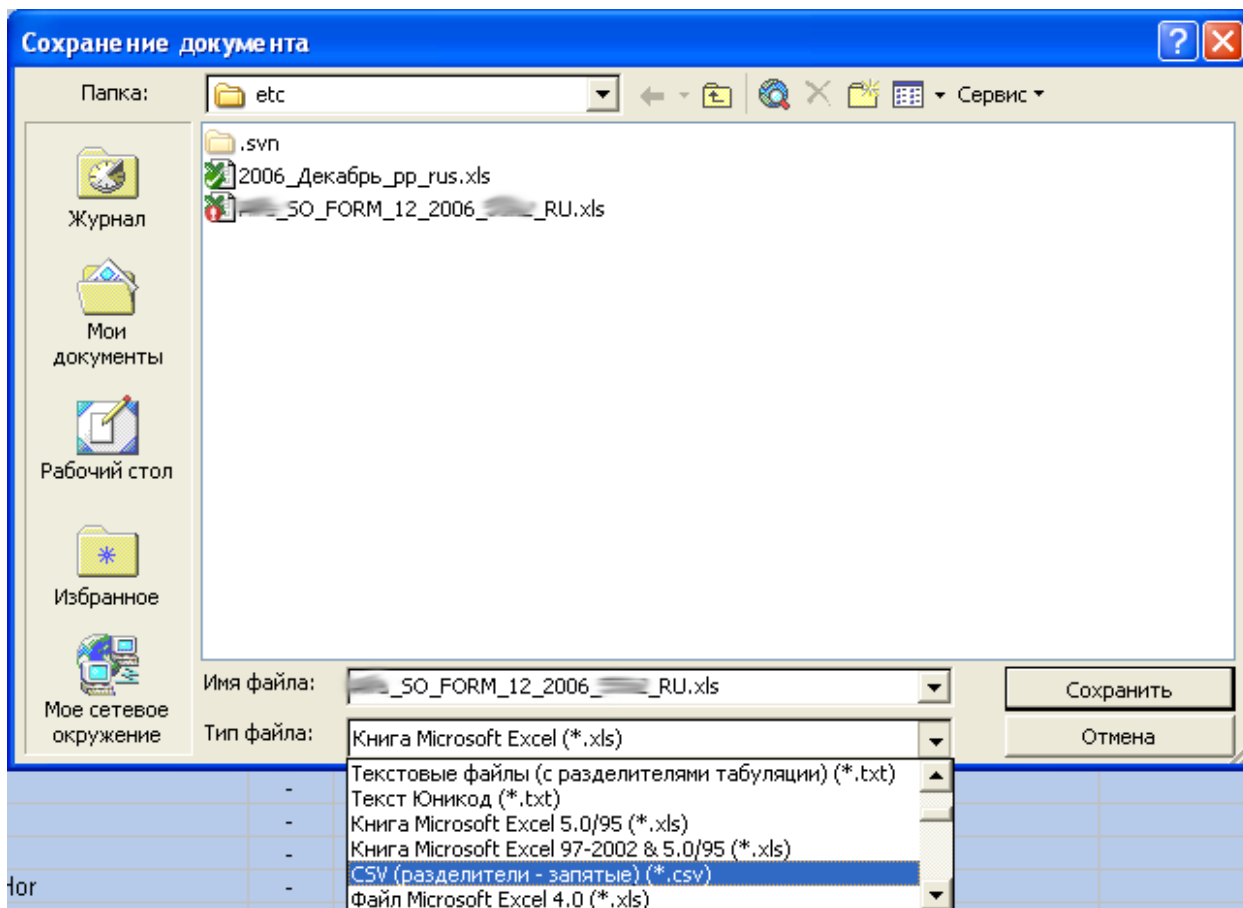 Сохранение документа
Папка:
etc
Сервис
.svn
2006_Декабрь_pp_rus.xls
_SO_FORM_12_2006_ _RU.xls
Журнал
Мои
документы
Рабочий стол
Избранное
Мое сетевое
окружение
Имя файла:
_SO_FORM_12_2006_ _RU.xls
Сохранить
Тип файла:
Книга Microsoft Excel (*.xls)
Отмена
Текстовые файлы (с разделителями табуляции) (*.txt)
Текст Юникод (*.txt)
Книга Microsoft Excel 5.0/95 (*.xls)
Книга Microsoft Excel 97-2002 & 5.0/95 (*.xls)
CSV (разделители - запятые) (*.csv)
Файл Microsoft Excel 4.0 (*.xls)
-
-
-
-